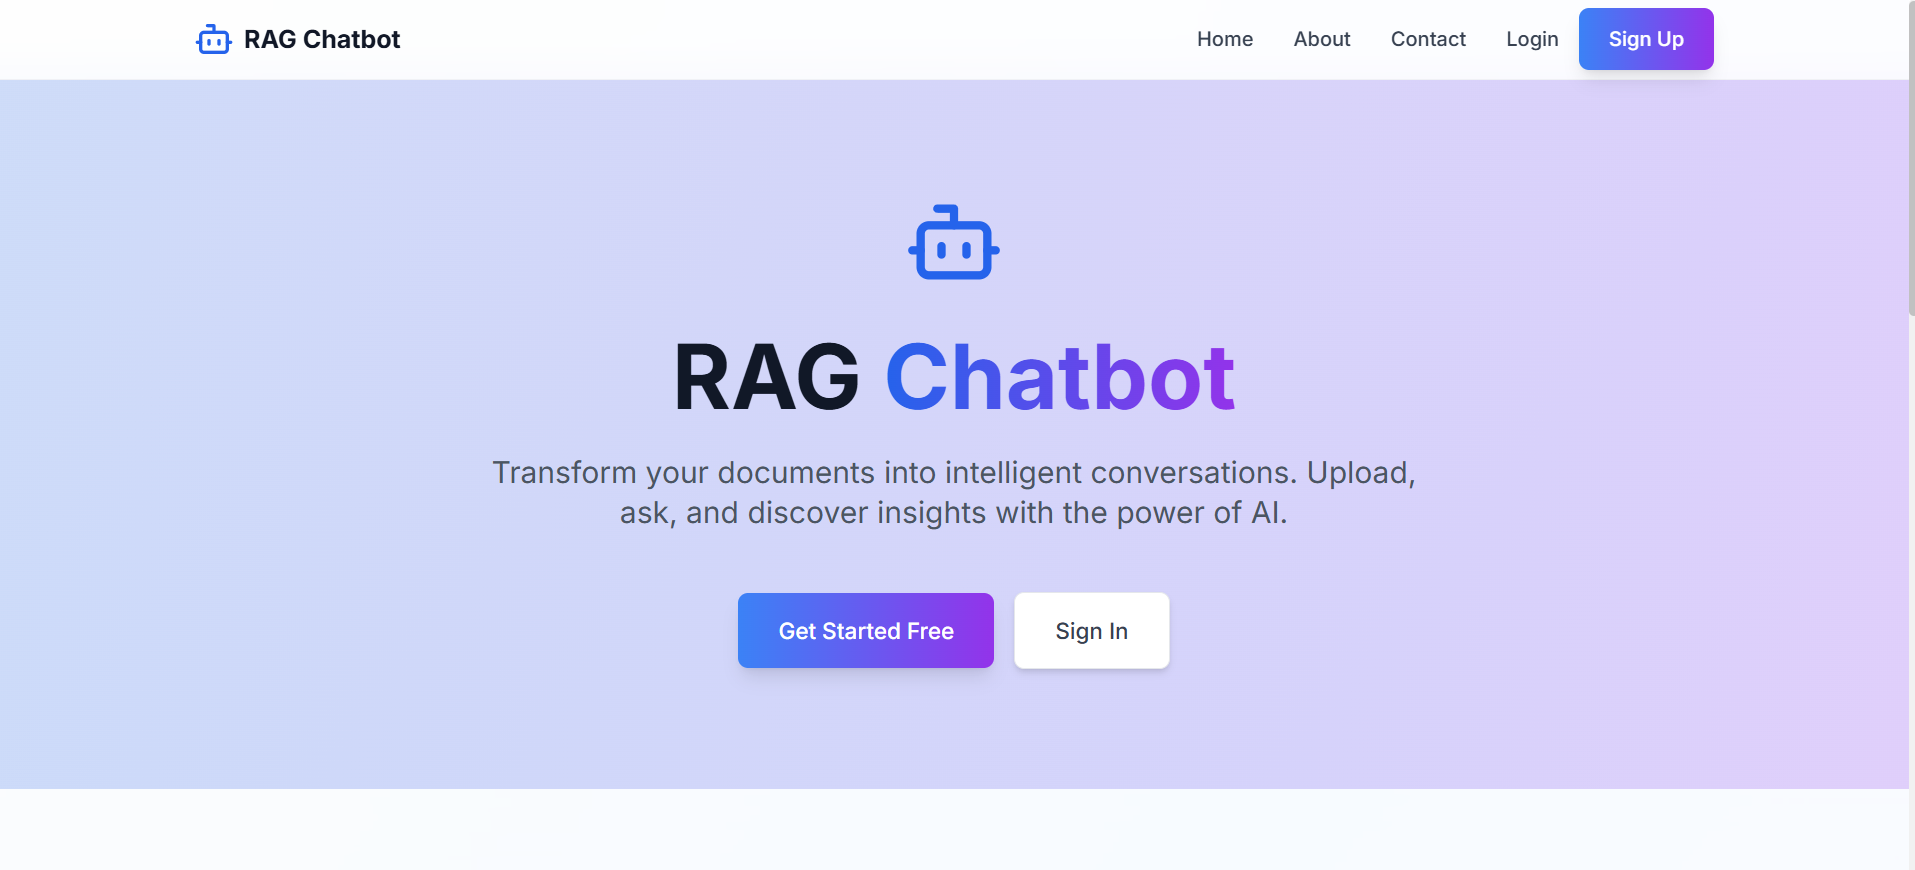 RAG Chatbot
Home
About
Contact
Login
Sign Up
RAG Chatbot
Transform your documents into intelligent conversations. Upload,
ask, and discover insights with the power of AI.
Get Started Free
Sign In